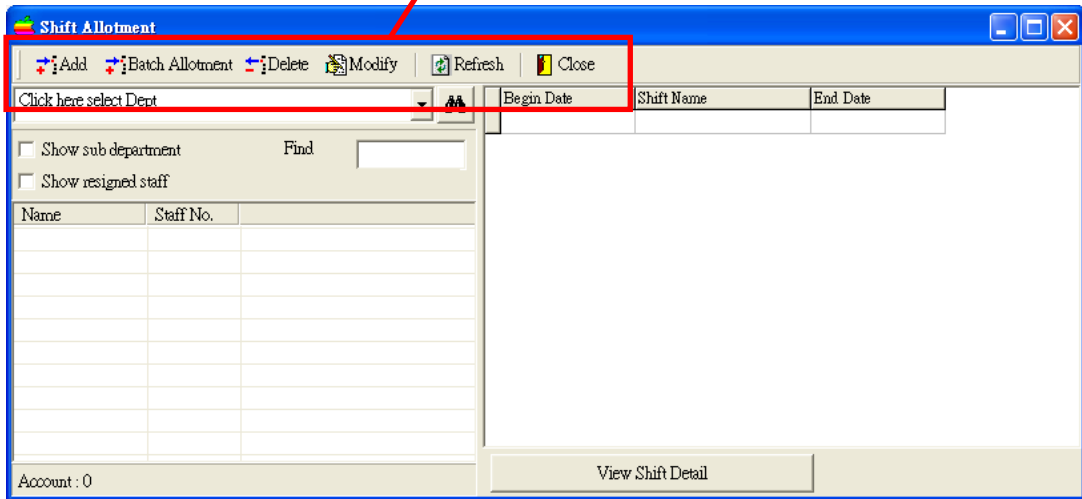 Shift Allotment
Add Batch Allotment Delete Modify Refresh Close
Click here select Dept
Show sub department Find
Show resigned staff
Name Staff No.
Account : 0
Begin Date Shift Name End Date
View Shift Detail